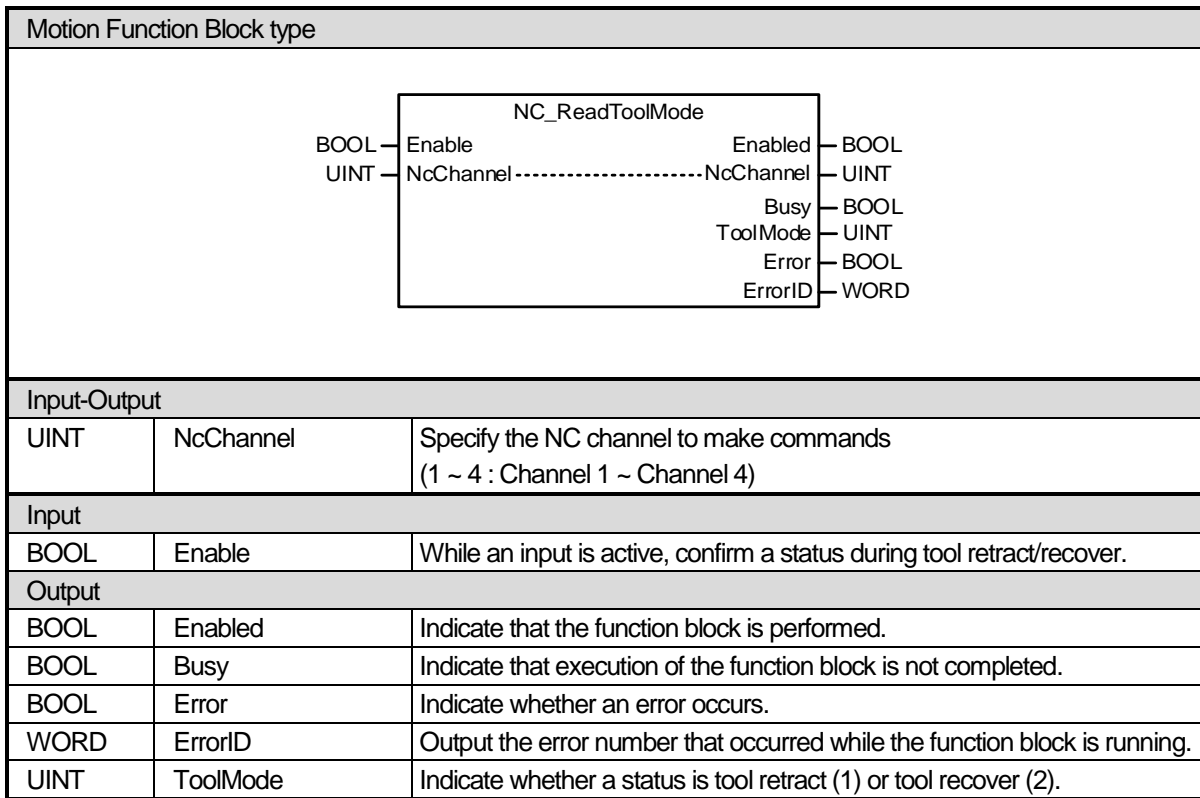 Motion Function Block type
NC_ReadToolMode
BOOL Enable Enabled BOOL
UINT NcChannel NcChannel UINT
Busy BOOL
ToolMode UINT
Error BOOL
ErrorID WORD
Input-Output
UINT NcChannel Specify the NC channel to make commands
(1 ~ 4 : Channel 1 ~ Channel 4)
Input
BOOL Enable While an input is active, confirm a status during tool retract/recover.
Output
BOOL Enabled Indicate that the function block is performed.
BOOL Busy Indicate that execution of the function block is not completed.
BOOL Error Indicate whether an error occurs.
WORD ErrorID Output the error number that occurred while the function block is running.
UINT ToolMode Indicate whether a status is tool retract (1) or tool recover (2).